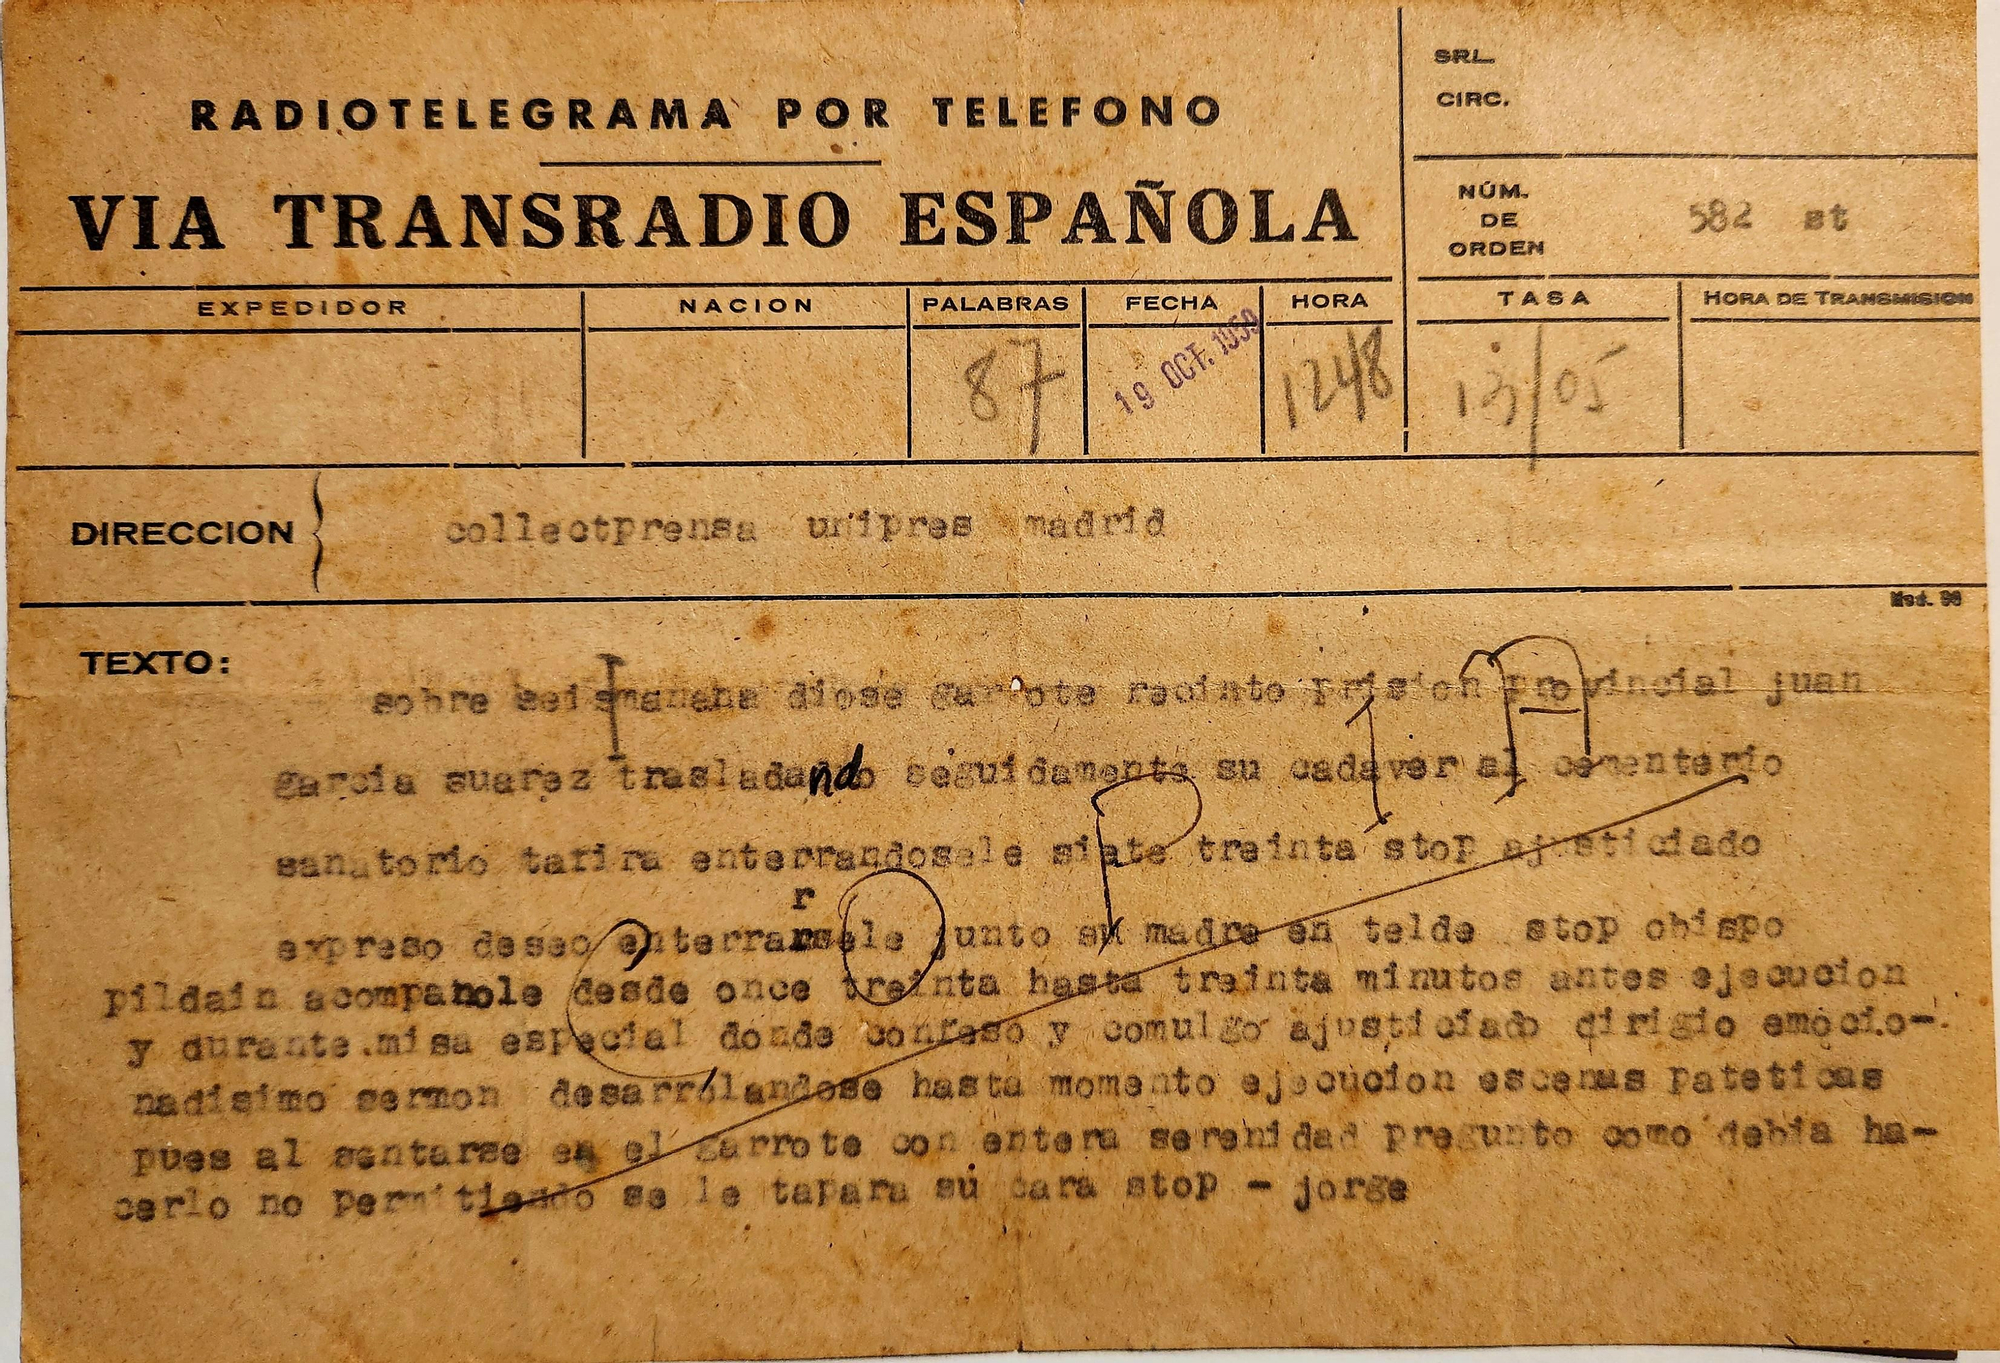 RADIOTELEGRAMA POR TELEFONO
VIA TRANSRADIO ESPAÑOLA
SRL.
CIRC.
NÚM. DE ORDEN 582 st
EXPEDIDOR NACION PALABRAS FECHA HORA TASA HORA DE TRANSMISION
87 19 OCT. 1959 1248 13/05
DIRECCION collectprensa unipres madrid
Mod. 98
TEXTO:
sobre seis manana diose garrote recinto prision provincial juan
garcia suarez trasladando seguidamente su cadaver al cementerio
sanatorio tafira enterrandosele siete treinta stop ajusticiado
r
expreso deseo enterrarsele junto su madre en telde stop obispo
pildain acompanole desde once treinta hasta treinta minutos antes ejecucion
y durante.misa especial donde confeso y comulgo ajusticiado dirigio emocio-
nadisimo sermon desarrolandose hasta momento ejecucion escenas pateticas
pues al sentarse en el garrote con entera serenidad pregunto como debia ha-
cerlo no permitiendo se le tapara su cara stop - jorge
COPIA